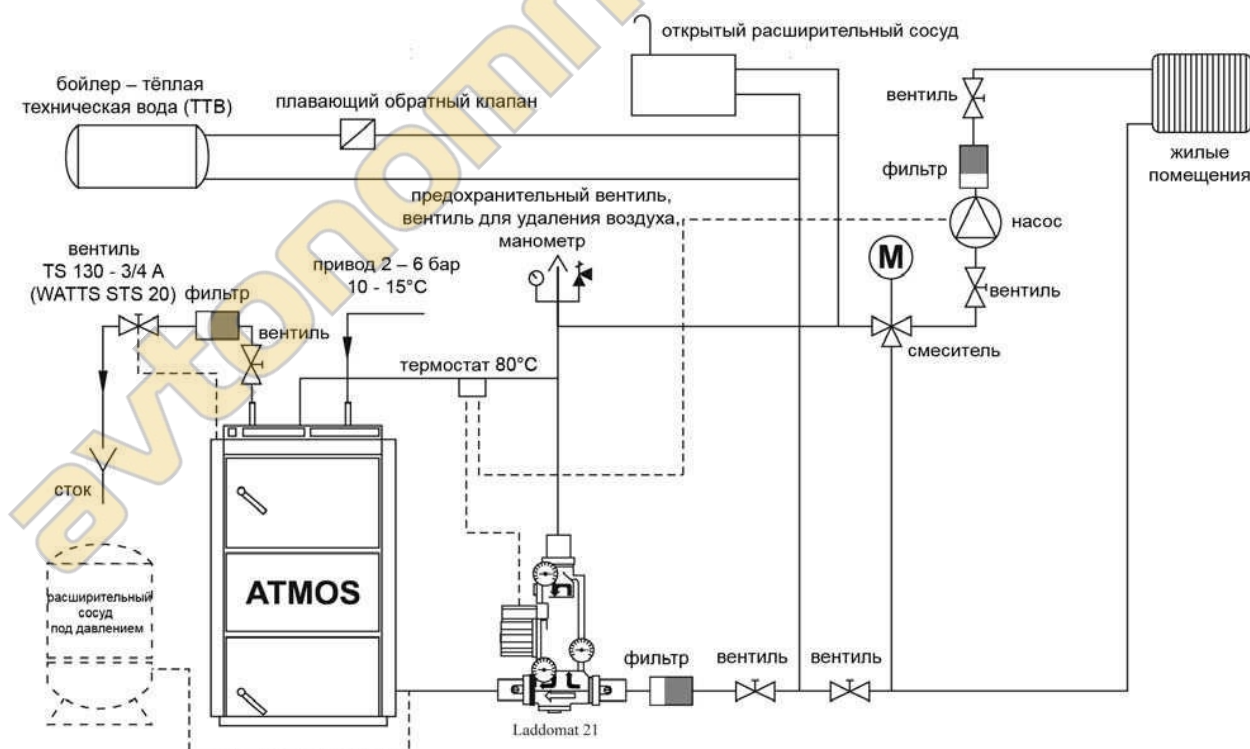 открытый расширительный сосуд
бойлер – тёплая
техническая вода (ТТВ)
плавающий обратный клапан
вентиль
фильтр
жилые
помещения
предохранительный вентиль,
вентиль для удаления воздуха,
манометр
насос
M
вентиль
смеситель
вентиль
TS 130 - 3/4 A
(WATTS STS 20)
фильтр
вентиль
привод 2 – 6 бар
10 - 15°C
термостат 80°C
сток
расширительный
сосуд
под давлением
ATMOS
фильтр
вентиль
вентиль
Laddomat 21
avtonom